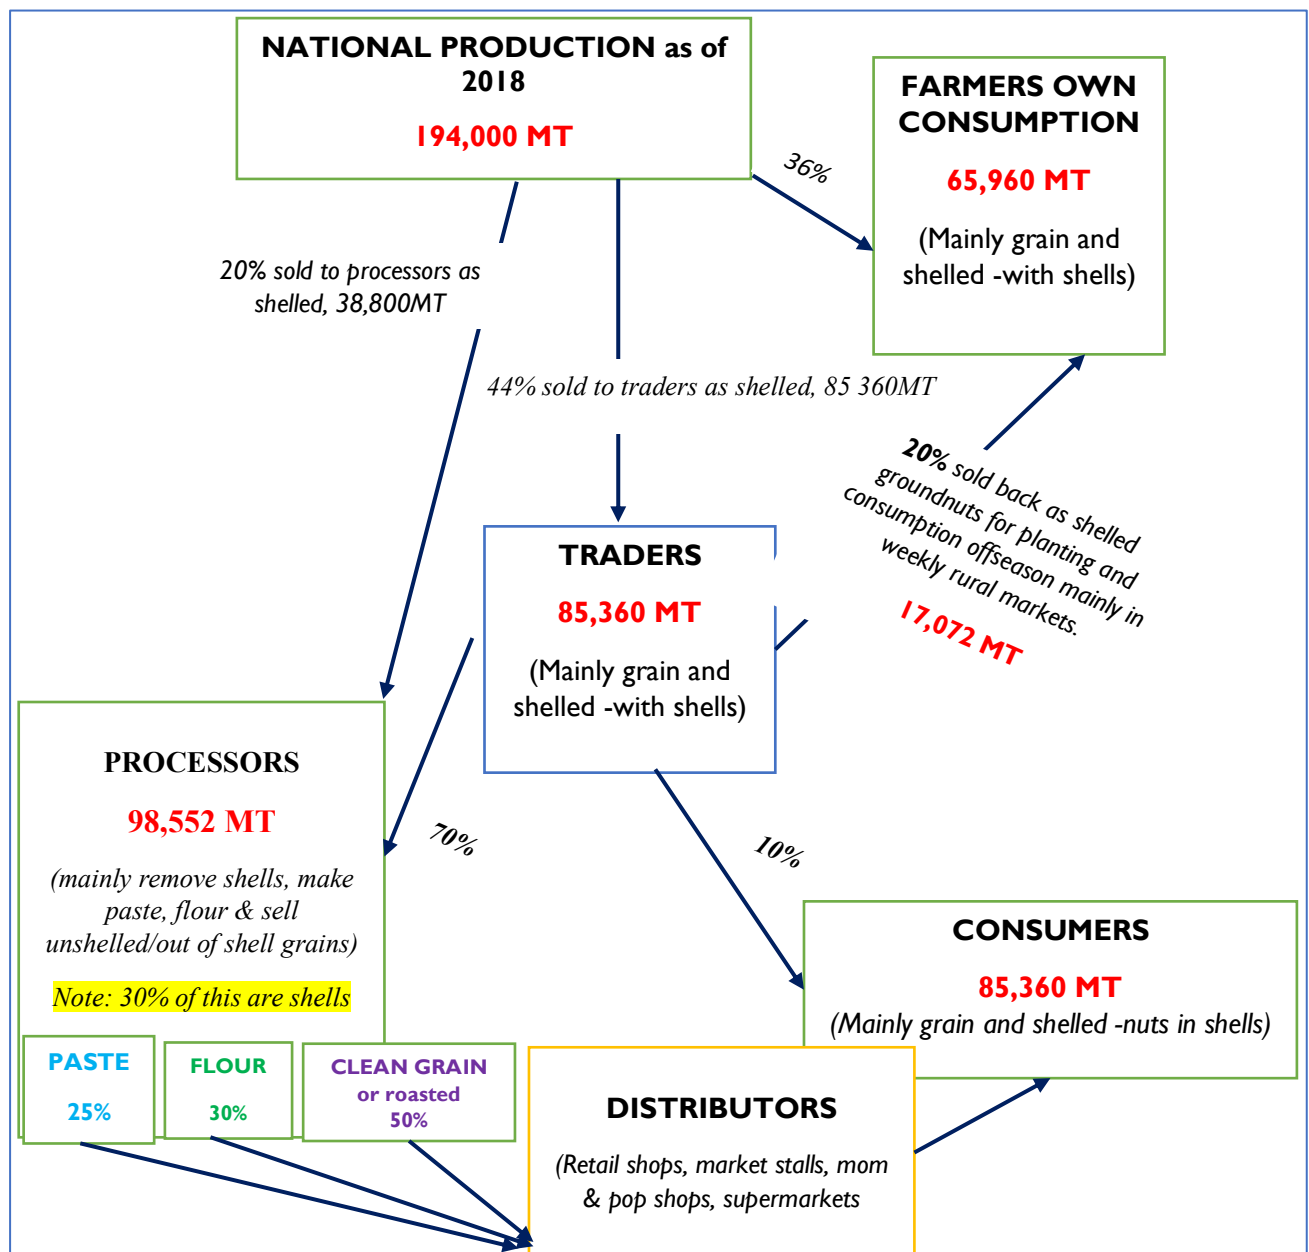 NATIONAL PRODUCTION as of
2018
194,000 MT
FARMERS OWN
CONSUMPTION
65,960 MT
(Mainly grain and
shelled -with shells)
36%
20% sold to processors as
shelled, 38,800MT
44% sold to traders as shelled, 85 360MT
20% sold back as shelled
groundnuts for planting and
consumption offseason mainly in
weekly rural markets.
17,072 MT
TRADERS
85,360 MT
(Mainly grain and
shelled -with shells)
PROCESSORS
98,552 MT
(mainly remove shells, make
paste, flour & sell
unshelled/out of shell grains)
Note: 30% of this are shells
70%
10%
CONSUMERS
85,360 MT
(Mainly grain and shelled -nuts in shells)
PASTE
25%
FLOUR
30%
CLEAN GRAIN
or roasted
50%
DISTRIBUTORS
(Retail shops, market stalls, mom
& pop shops, supermarkets